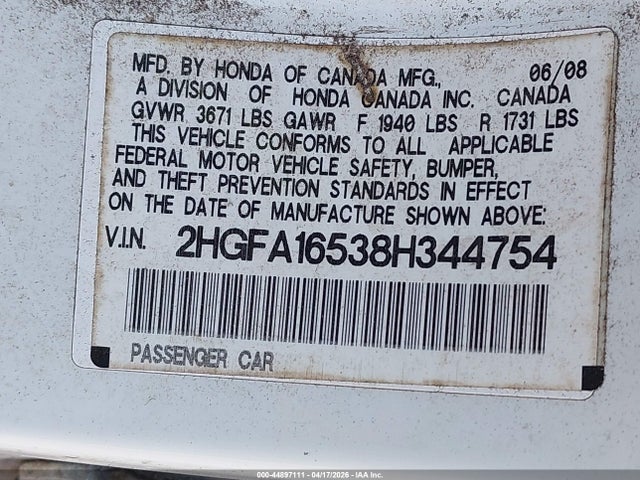 MFD. BY HONDA OF CANADA MFG., 06/08
A DIVISION OF HONDA CANADA INC. CANADA
GVWR 3671 LBS GAWR F 1940 LBS R 1731 LBS
THIS VEHICLE CONFORMS TO ALL APPLICABLE
FEDERAL MOTOR VEHICLE SAFETY, BUMPER,
AND THEFT PREVENTION STANDARDS IN EFFECT
ON THE DATE OF MANUFACTURE SHOWN ABOVE:
V.I.N. 2HGFA16538H344754
PASSENGER CAR
000-44897111 - 04/17/2026 - IAA Inc.